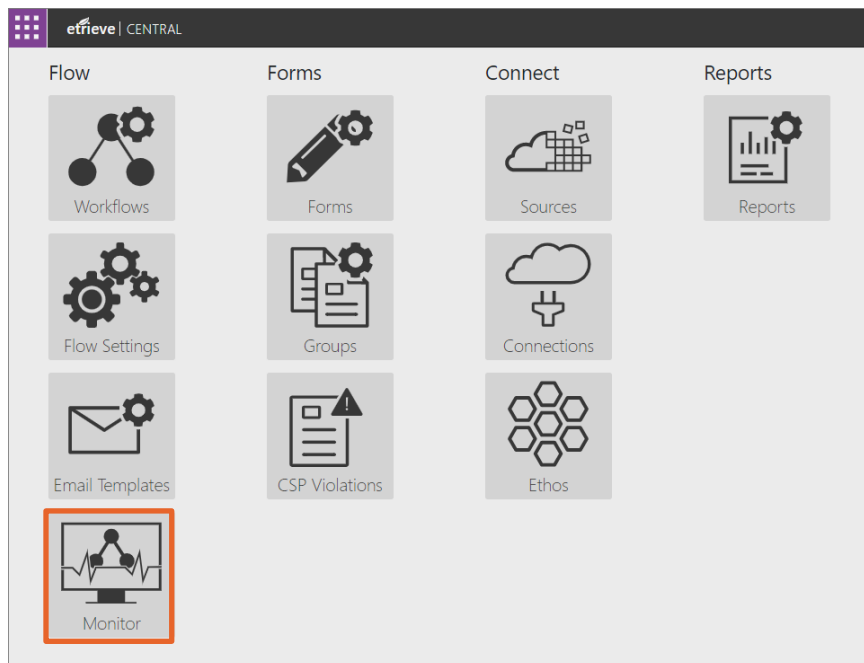 etrieve | CENTRAL
Flow
Forms
Connect
Reports
Workflows
Forms
Sources
Reports
Flow Settings
Groups
Connections
Email Templates
CSP Violations
Ethos
Monitor